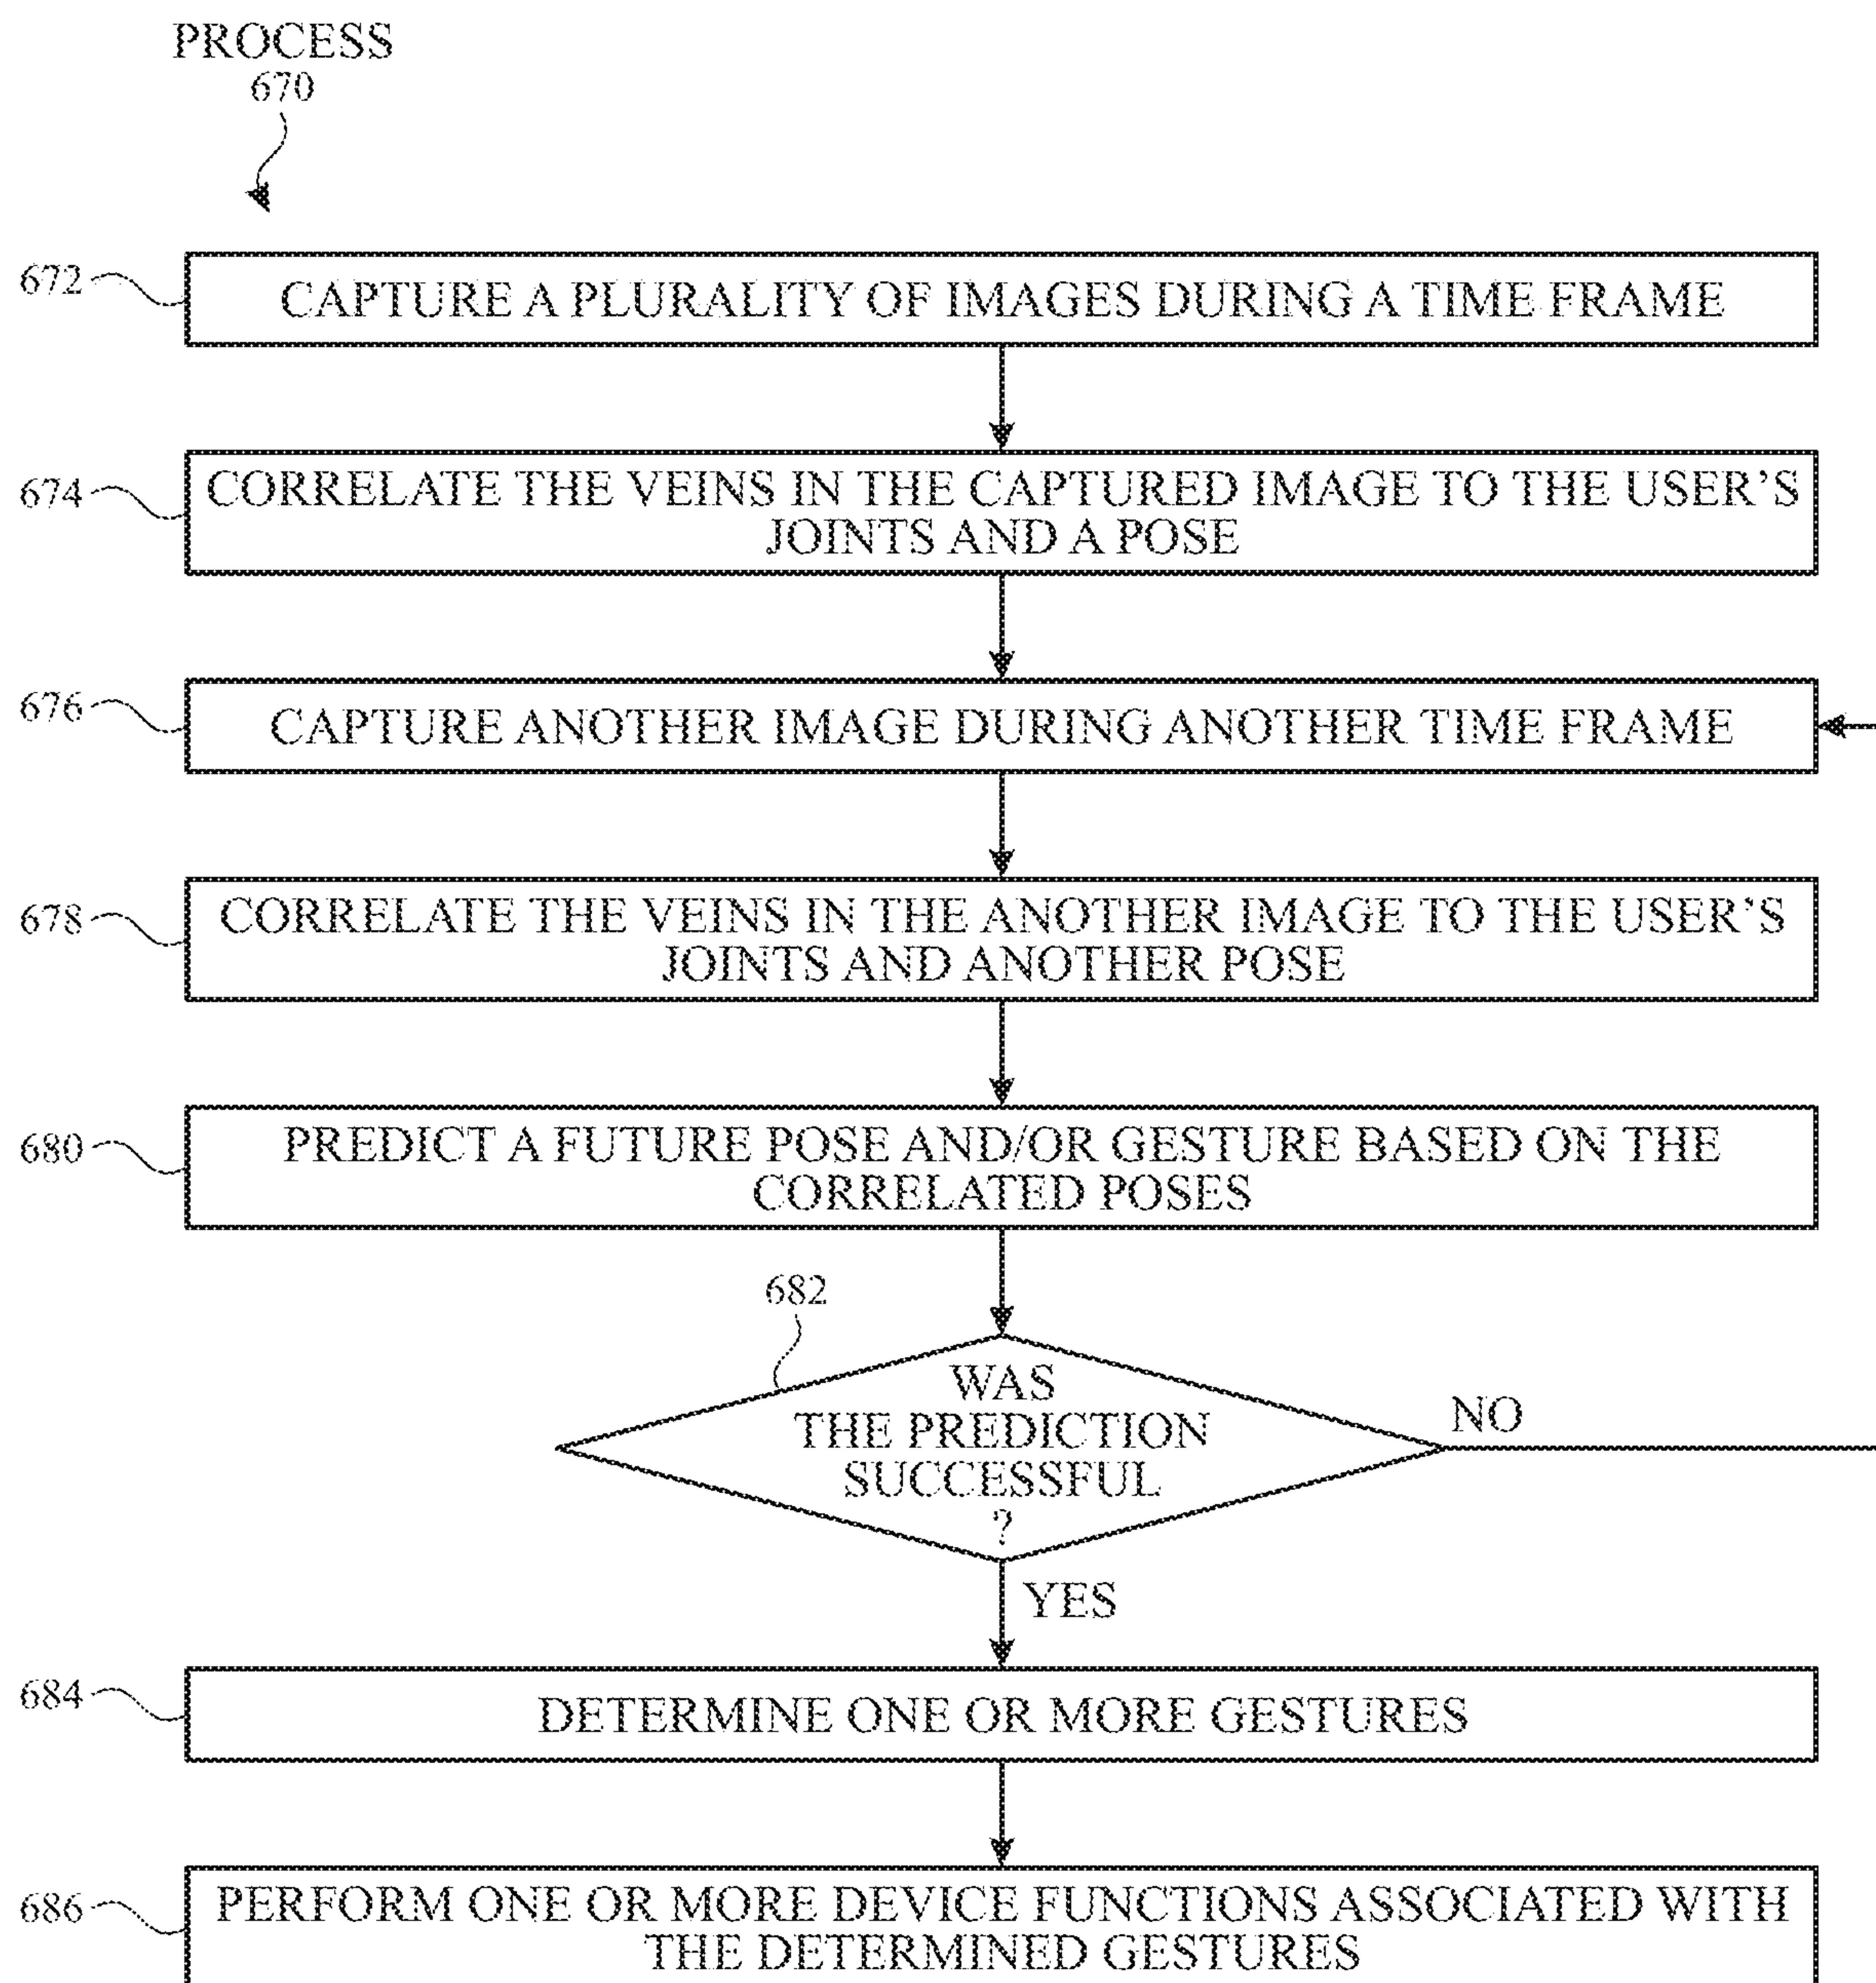 PROCESS
670
672
CAPTURE A PLURALITY OF IMAGES DURING A TIME FRAME
674
CORRELATE THE VEINS IN THE CAPTURED IMAGE TO THE USER'S
JOINTS AND A POSE
676
CAPTURE ANOTHER IMAGE DURING ANOTHER TIME FRAME
678
CORRELATE THE VEINS IN THE ANOTHER IMAGE TO THE USER'S
JOINTS AND ANOTHER POSE
680
PREDICT A FUTURE POSE AND/OR GESTURE BASED ON THE
CORRELATED POSES
682
WAS
THE PREDICTION
SUCCESSFUL
?
NO
YES
684
DETERMINE ONE OR MORE GESTURES
686
PERFORM ONE OR MORE DEVICE FUNCTIONS ASSOCIATED WITH
THE DETERMINED GESTURES